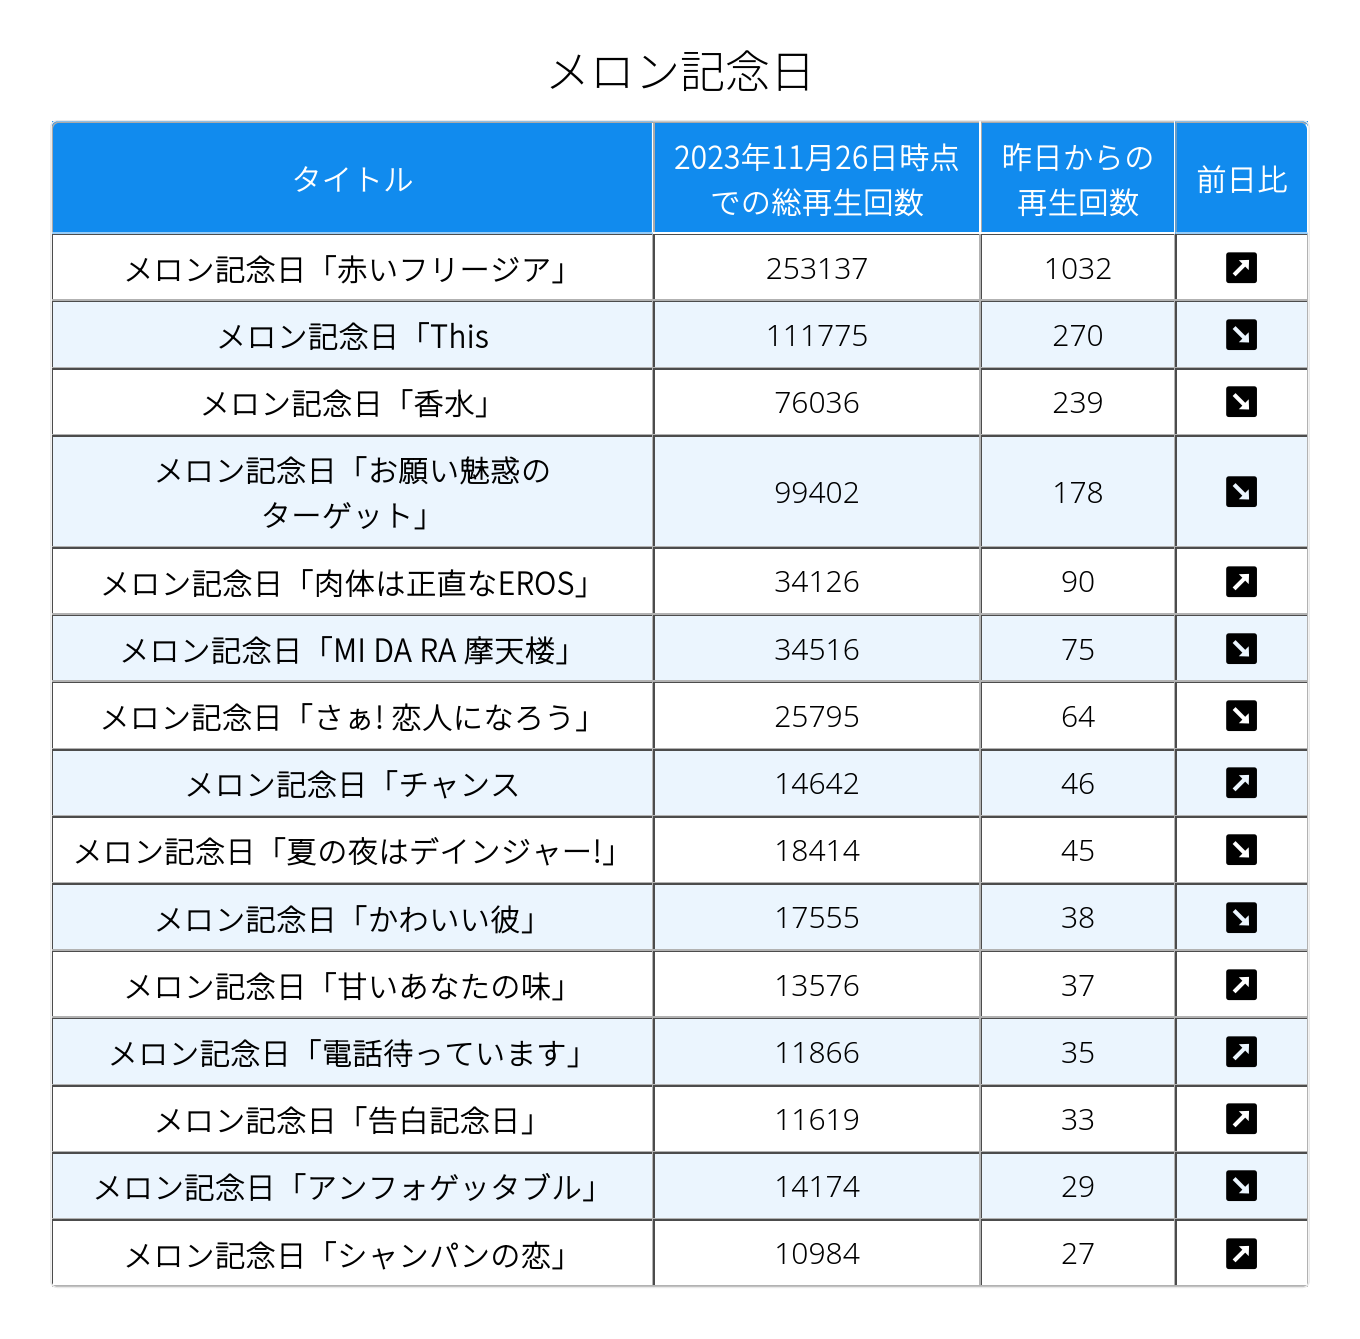 メロン記念日
タイトル
2023年11月26日時点
での総再生回数
昨日からの
再生回数
前日比
メロン記念日「赤いフリージア」 253137 1032
メロン記念日「This 111775 270
メロン記念日「香水」 76036 239
メロン記念日「お願い魅惑の
ターゲット」 99402 178
メロン記念日「肉体は正直なEROS」 34126 90
メロン記念日「MI DA RA 摩天楼」 34516 75
メロン記念日「さぁ! 恋人になろう」 25795 64
メロン記念日「チャンス 14642 46
メロン記念日「夏の夜はデインジャー!」 18414 45
メロン記念日「かわいい彼」 17555 38
メロン記念日「甘いあなたの味」 13576 37
メロン記念日「電話待っています」 11866 35
メロン記念日「告白記念日」 11619 33
メロン記念日「アンフォゲッタブル」 14174 29
メロン記念日「シャンパンの恋」 10984 27